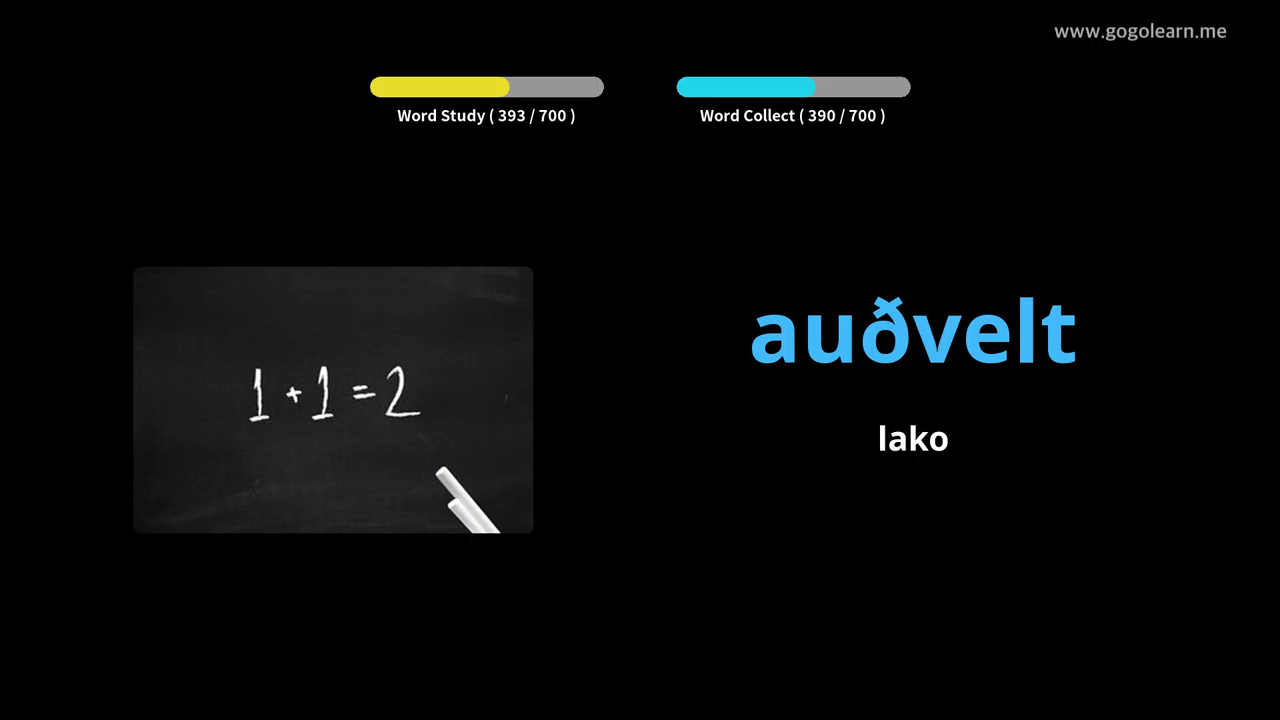 www.gogolearn.me
Word Study ( 393 / 700 )
Word Collect ( 390 / 700 )
1 + 1 = 2
auðvelt
lako